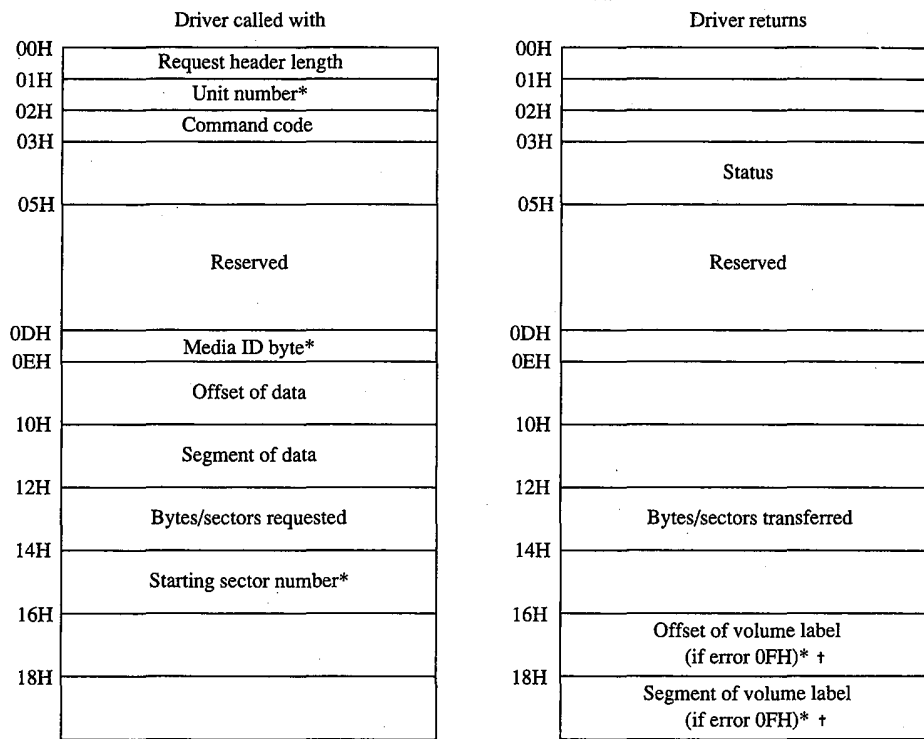 Driver called with
00H
Request header length
01H
Unit number*
02H
Command code
03H
05H
Reserved
0DH
Media ID byte*
0EH
Offset of data
10H
Segment of data
12H
Bytes/sectors requested
14H
Starting sector number*
16H
18H
Driver returns
00H
01H
02H
03H
Status
05H
Reserved
0DH
0EH
10H
12H
Bytes/sectors transferred
14H
16H
Offset of volume label
(if error 0FH)* †
18H
Segment of volume label
(if error 0FH)* †